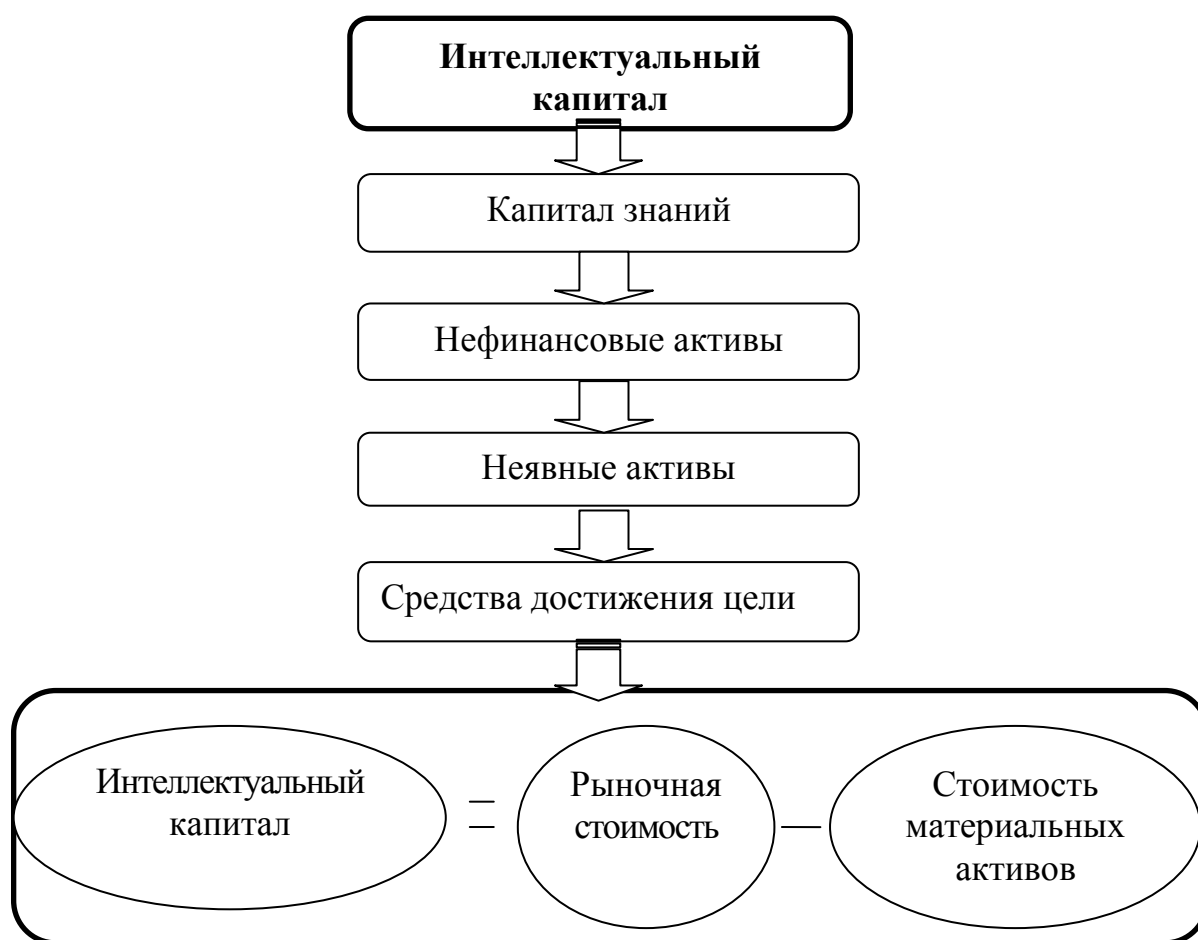 Интеллектуальный
капитал
Капитал знаний
Нефинансовые активы
Неявные активы
Средства достижения цели
Интеллектуальный
капитал
=
Рыночная
стоимость
—
Стоимость
материальных
активов